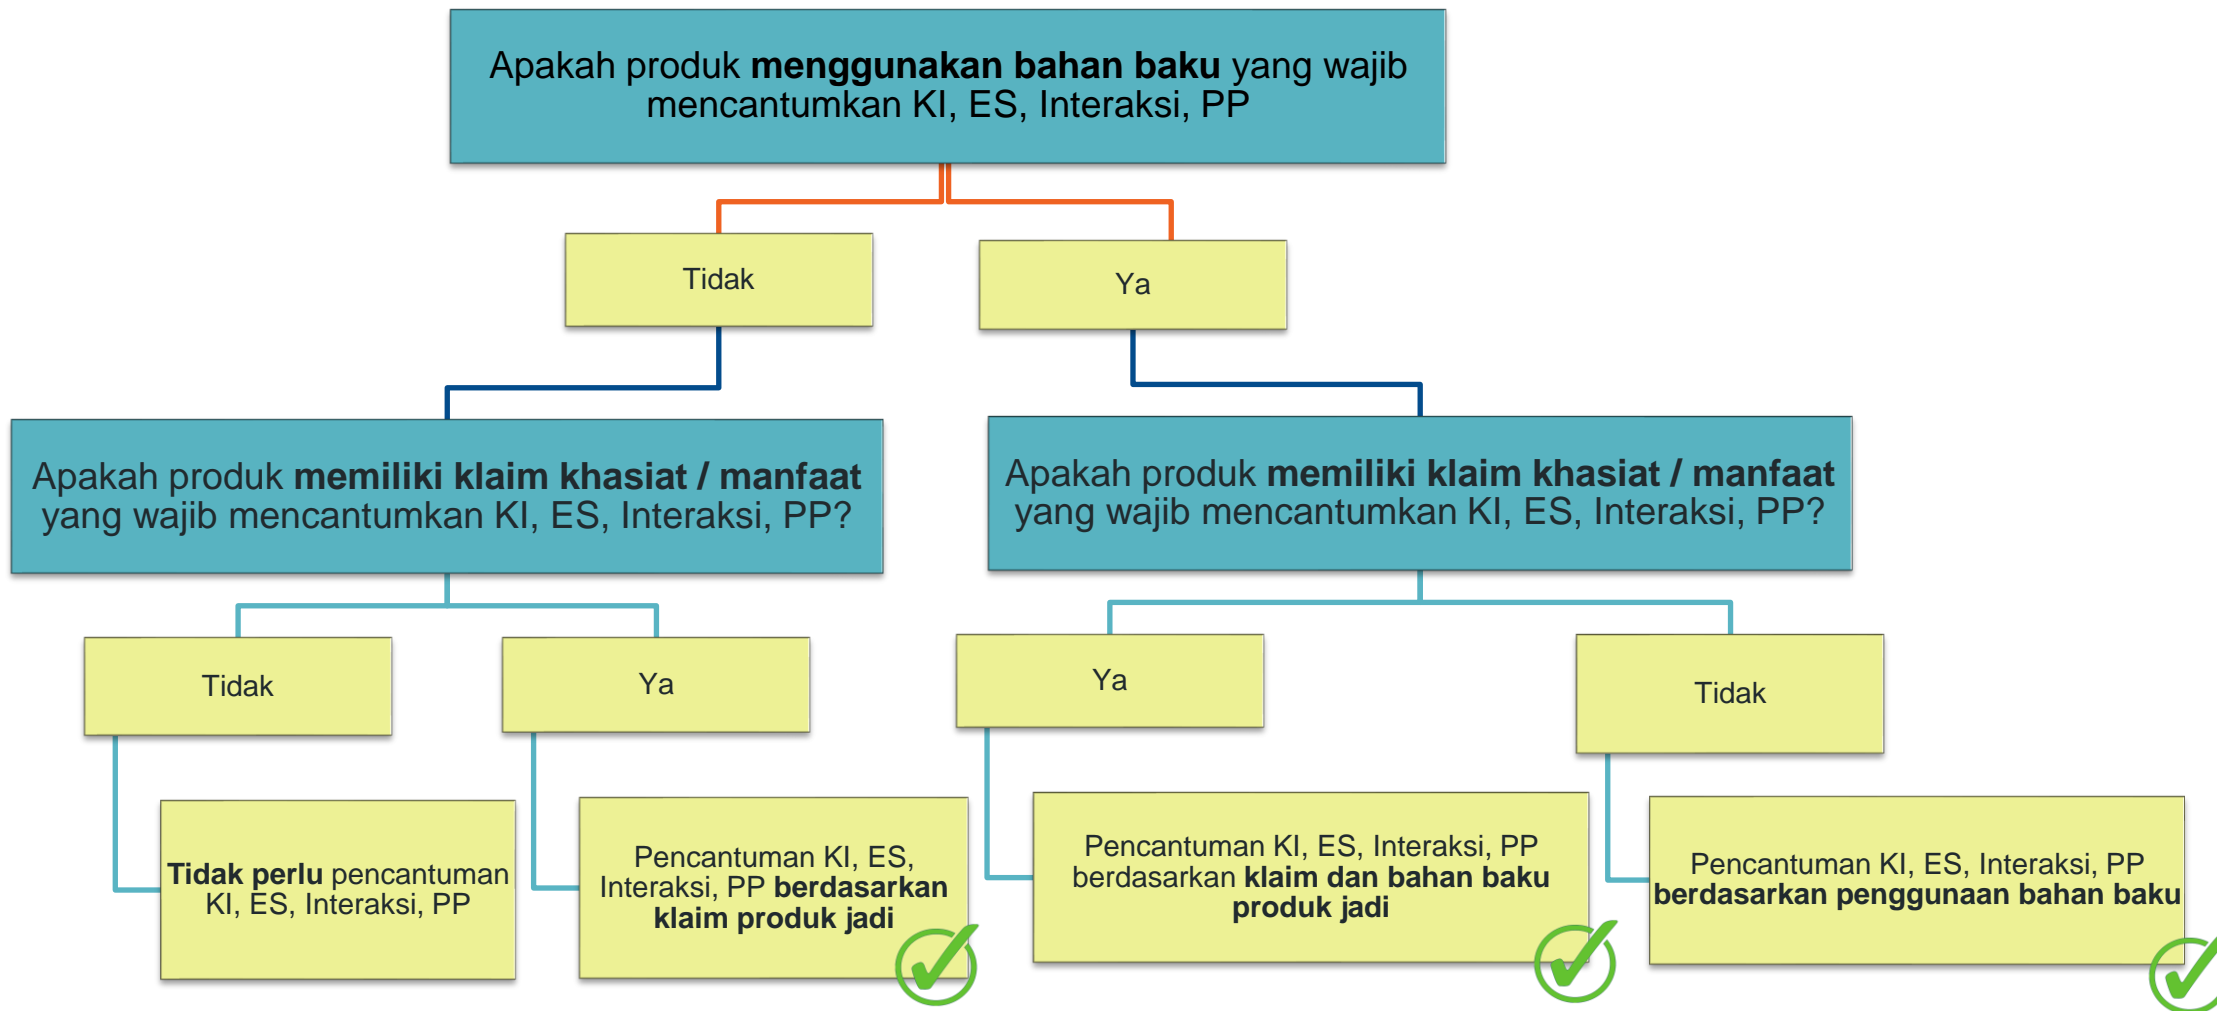 Apakah produk menggunakan bahan baku yang wajib
mencantumkan KI, ES, Interaksi, PP
Tidak
Ya
Apakah produk memiliki klaim khasiat / manfaat
yang wajib mencantumkan KI, ES, Interaksi, PP?
Apakah produk memiliki klaim khasiat / manfaat
yang wajib mencantumkan KI, ES, Interaksi, PP?
Tidak
Ya
Ya
Tidak
Tidak perlu pencantuman
KI, ES, Interaksi, PP
Pencantuman KI, ES,
Interaksi, PP berdasarkan
klaim produk jadi
Pencantuman KI, ES, Interaksi, PP
berdasarkan klaim dan bahan baku
produk jadi
Pencantuman KI, ES, Interaksi, PP
berdasarkan penggunaan bahan baku